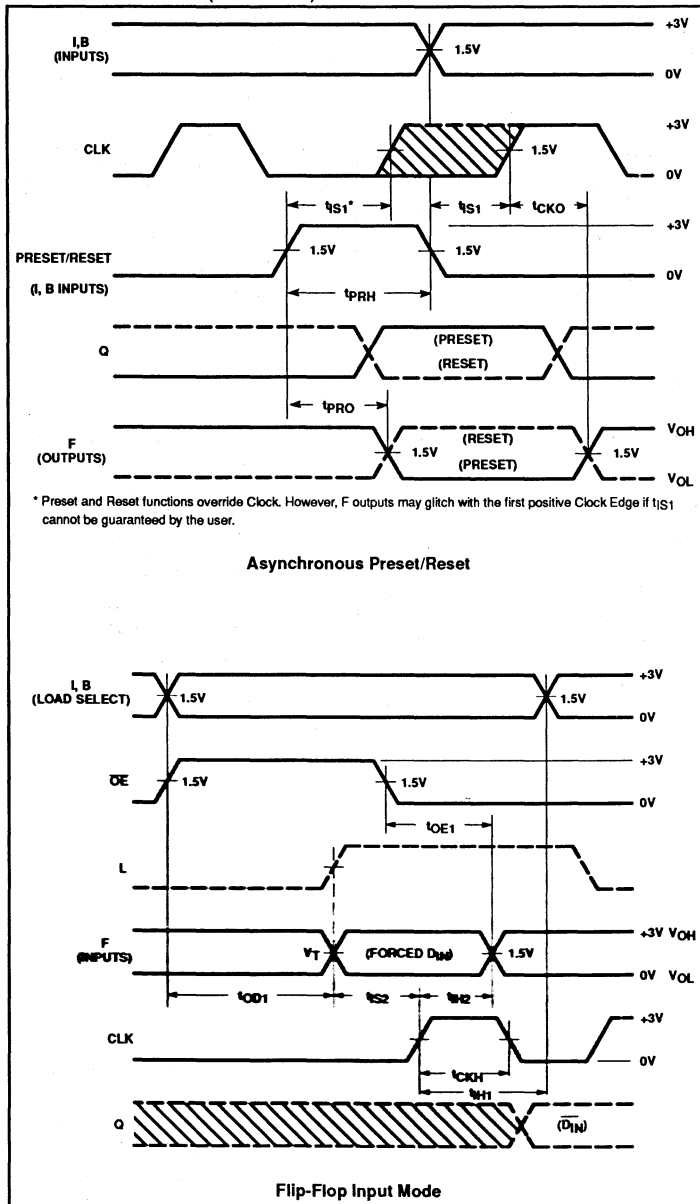 I,B
(INPUTS)
+3V
1.5V
0V
CLK
+3V
1.5V
0V
tIS1*
tIS1
tCKO
+3V
PRESET/RESET
(I, B INPUTS)
1.5V
1.5V
0V
tPRH
Q
(PRESET)
(RESET)
tPRO
F
(OUTPUTS)
(RESET)
(PRESET)
1.5V
1.5V
VOH
VOL
* Preset and Reset functions override Clock. However, F outputs may glitch with the first positive Clock Edge if tIS1
cannot be guaranteed by the user.
Asynchronous Preset/Reset
I, B
(LOAD SELECT)
1.5V
1.5V
+3V
0V
OE
1.5V
1.5V
+3V
0V
tOE1
L
F
(INPUTS)
VT
(FORCED DIN)
1.5V
+3V VOH
0V VOL
tOD1
tIS2
tIH2
CLK
+3V
0V
tCKH
tIH1
Q
(DIN)
Flip-Flop Input Mode